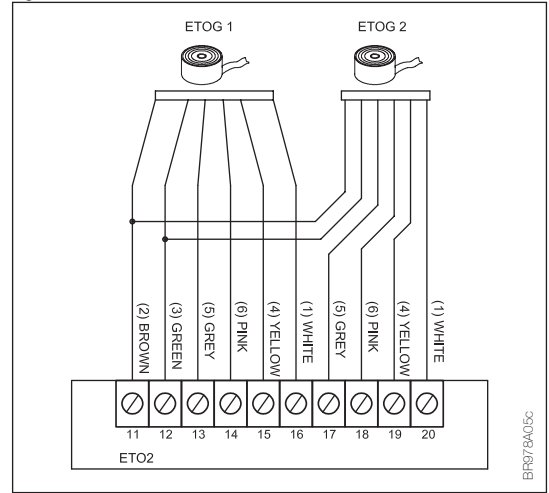 ETOG 1
ETOG 2
(2) BROWN
(3) GREEN
(5) GREY
(6) PINK
(4) YELLOW
(1) WHITE
(5) GREY
(6) PINK
(4) YELLOW
(1) WHITE
11 12 13 14 15 16 17 18 19 20
ETO2
BR978A05c